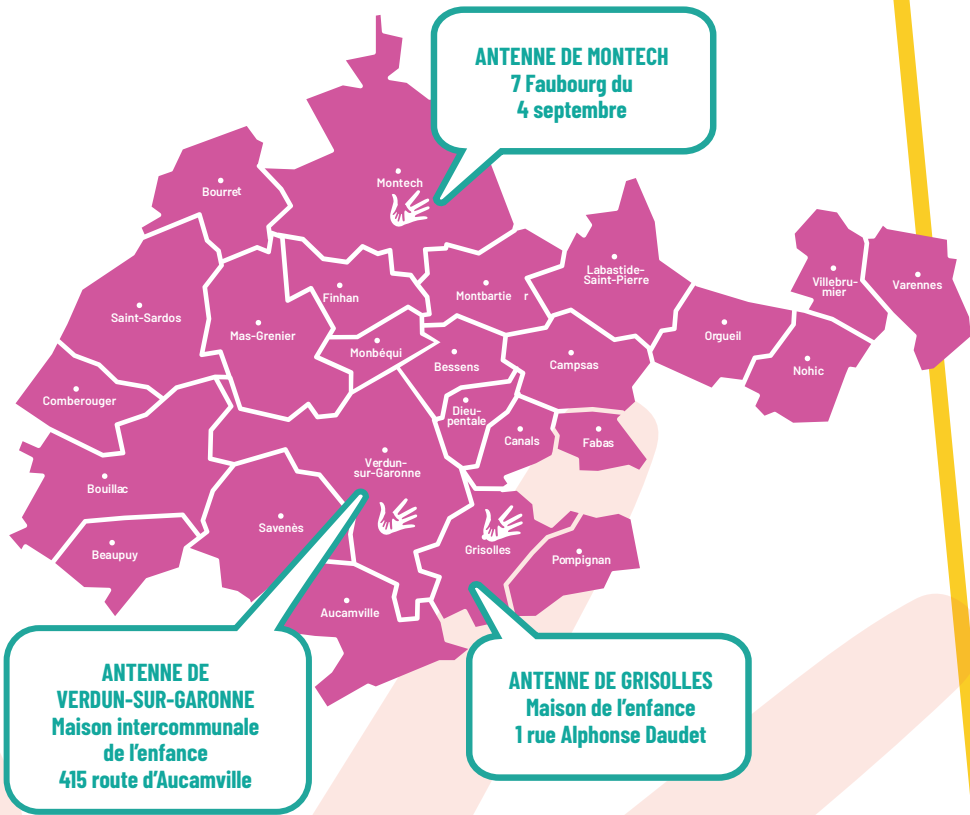 ANTENNE DE MONTECH
7 Faubourg du
4 septembre
Montech
Bourret
Labastide-
Saint-Pierre
Villebru-
mier
Varennes
Finhan
Montbartie r
Saint-Sardos
Mas-Grenier
Orgueil
Monbéqui
Bessens
Campsas
Nohic
Comberouger
Dieu-
pentale
Canals
Fabas
Verdun-
sur-Garonne
Bouillac
Savenès
Grisolles
Beaupuy
Pompignan
Aucamville
ANTENNE DE
VERDUN-SUR-GARONNE
Maison intercommunale
de l'enfance
415 route d'Aucamville
ANTENNE DE GRISOLLES
Maison de l'enfance
1 rue Alphonse Daudet